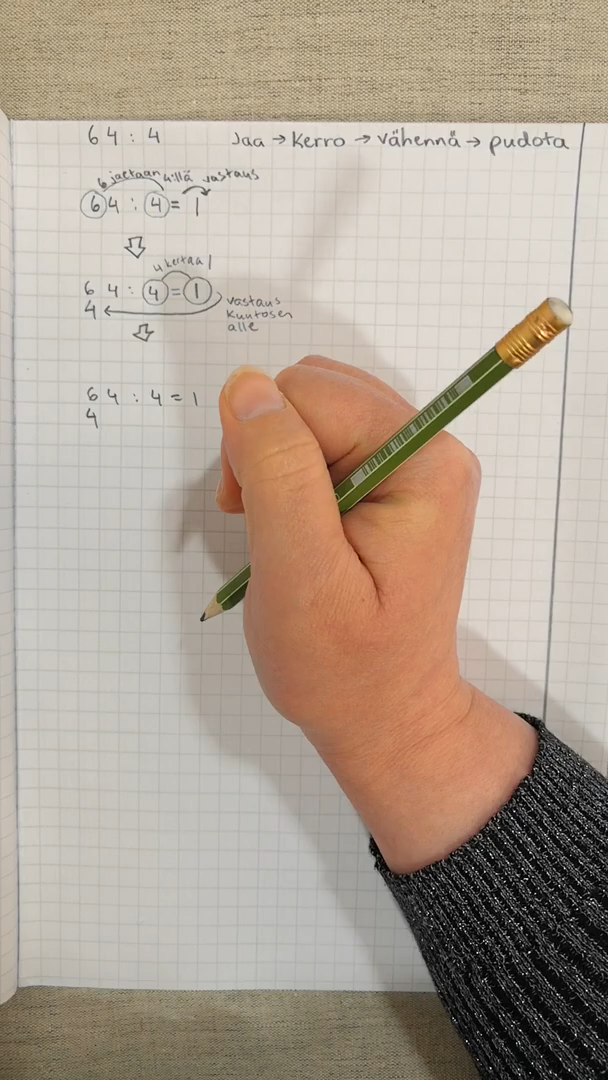 64 : 4
Jaa → Kerro → vähennä → pudota
6 jaetaan 4:llä vastaus
64 : 4 = 1
4 kertaa 1
64 : 4 = 1
4
vastaus
kuutosen
alle
64 : 4 = 1
4